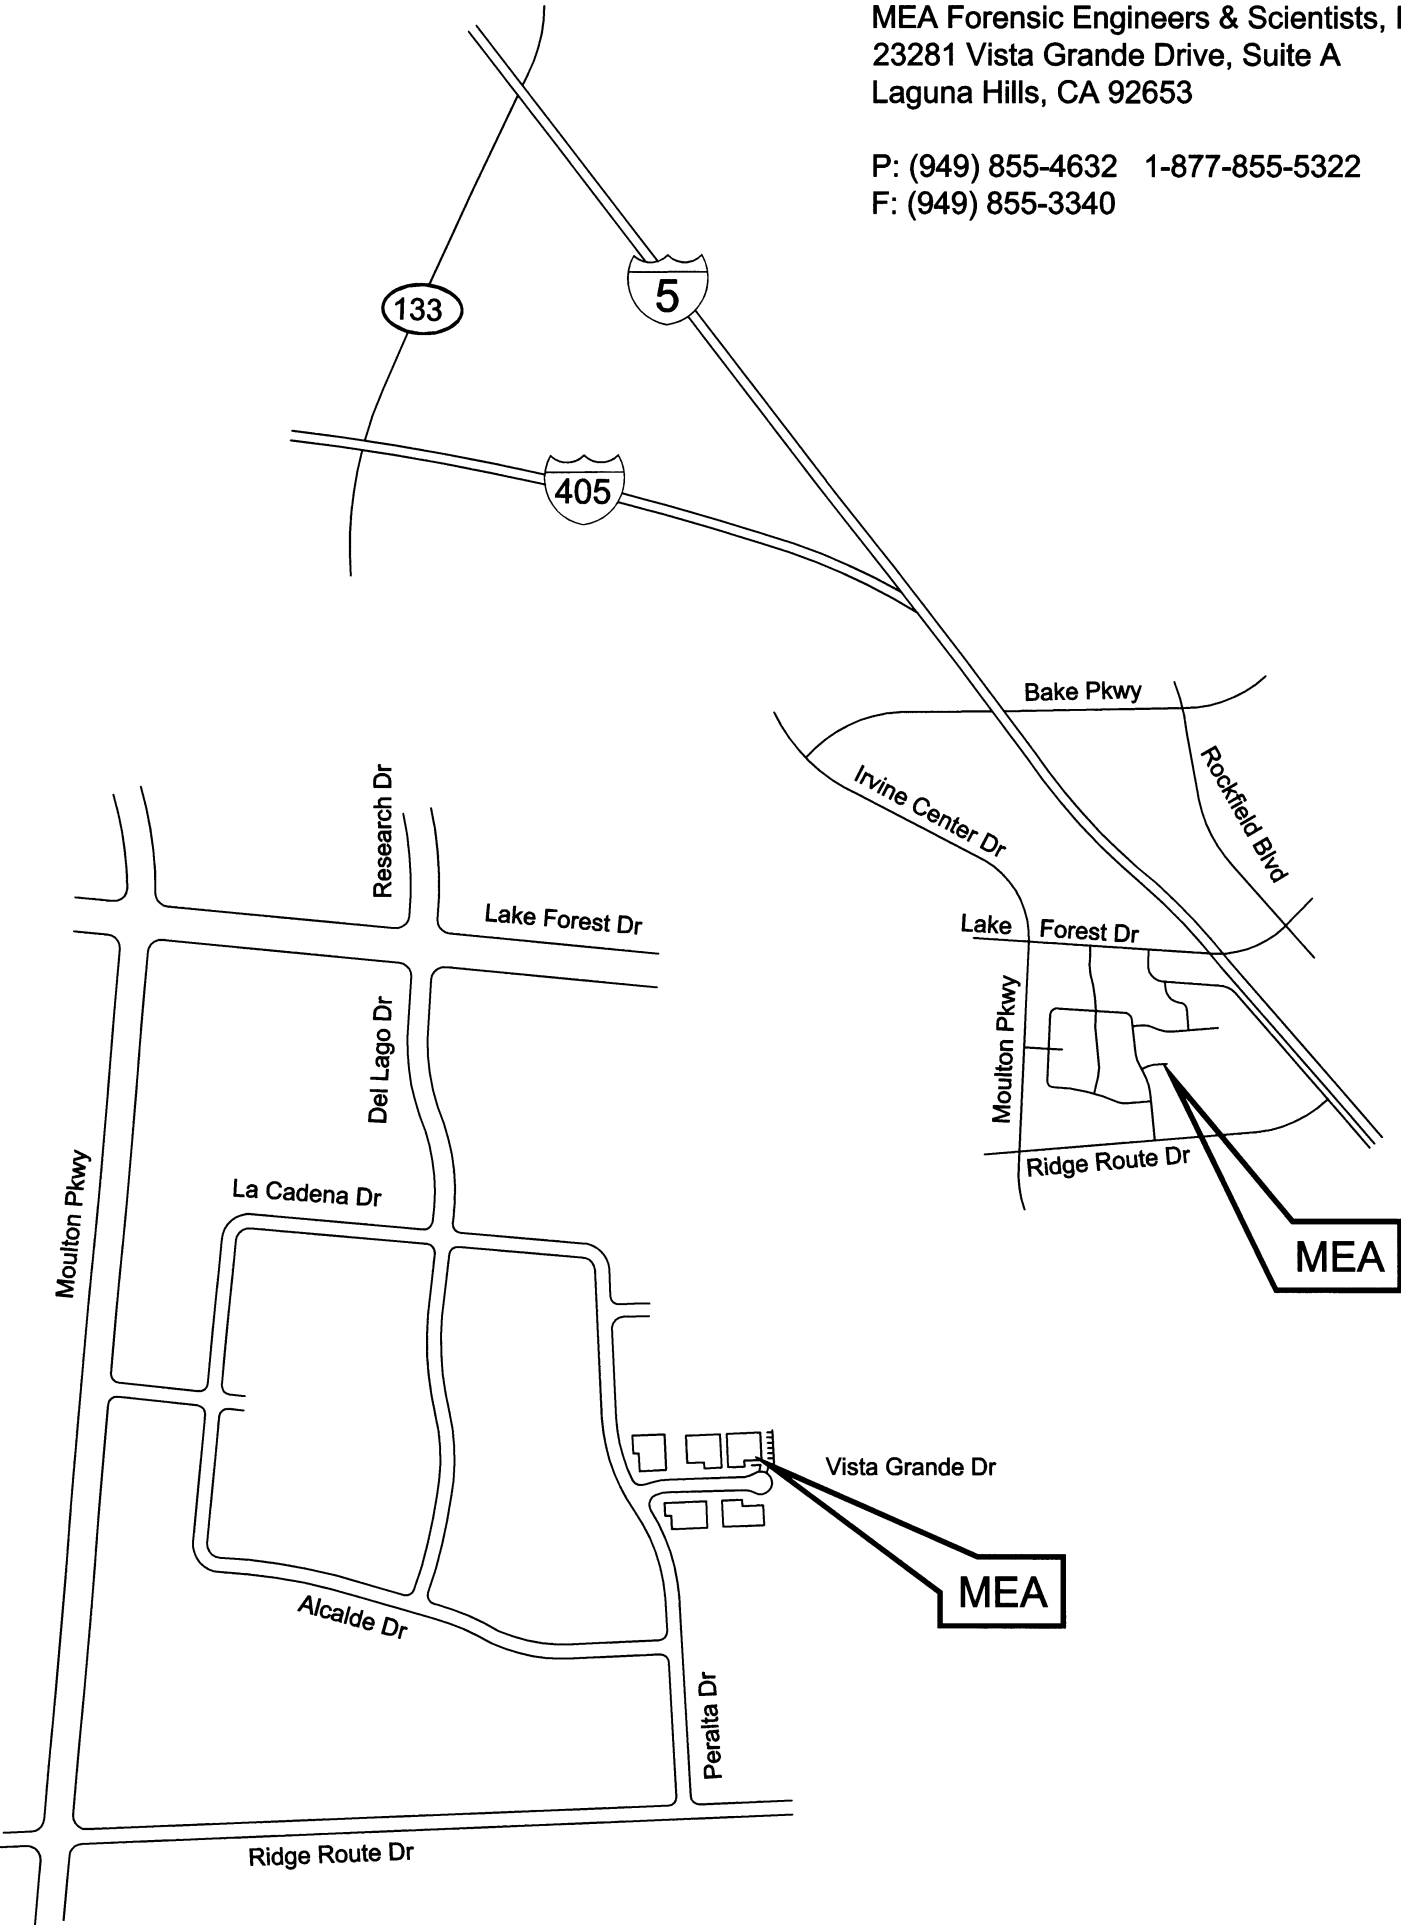 MEA Forensic Engineers & Scientists,
23281 Vista Grande Drive, Suite A
Laguna Hills, CA 92653
P: (949) 855-4632 1-877-855-5322
F: (949) 855-3340
5
133
405
Bake Pkwy
Rockfield Blvd
Irvine Center Dr
Lake Forest Dr
Moulton Pkwy
Ridge Route Dr
MEA
Research Dr
Lake Forest Dr
Del Lago Dr
Moulton Pkwy
La Cadena Dr
Vista Grande Dr
MEA
Alcalde Dr
Peralta Dr
Ridge Route Dr